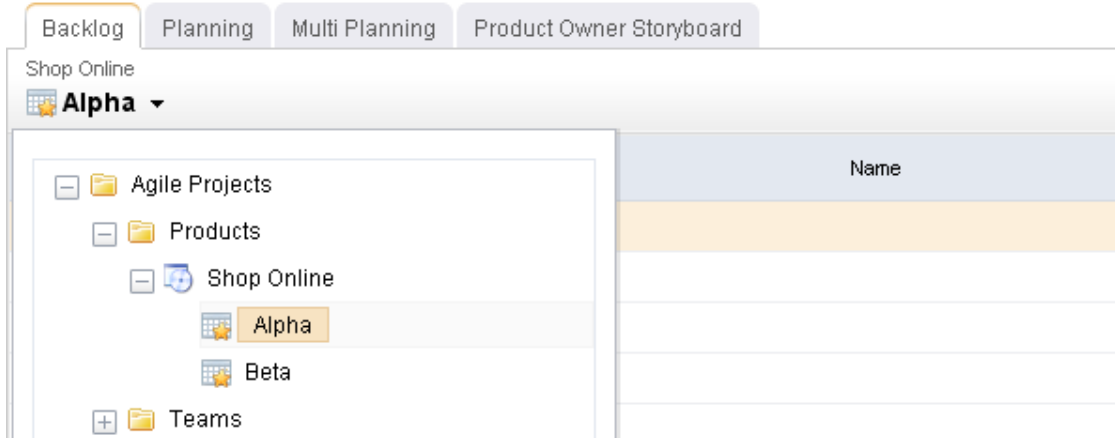 Backlog Planning Multi Planning Product Owner Storyboard
Shop Online
Alpha
Name
Agile Projects
Products
Shop Online
Alpha
Beta
Teams